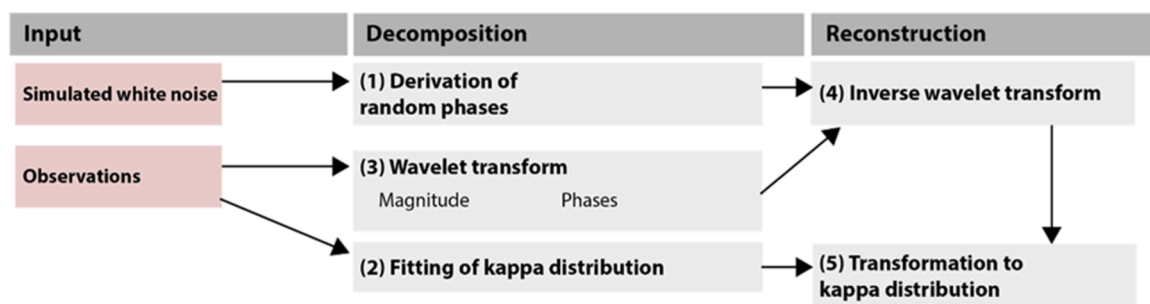 Input
Decomposition
Reconstruction
Simulated white noise
(1) Derivation of
random phases
(4) Inverse wavelet transform
Observations
(3) Wavelet transform
Magnitude
Phases
(2) Fitting of kappa distribution
(5) Transformation to
kappa distribution